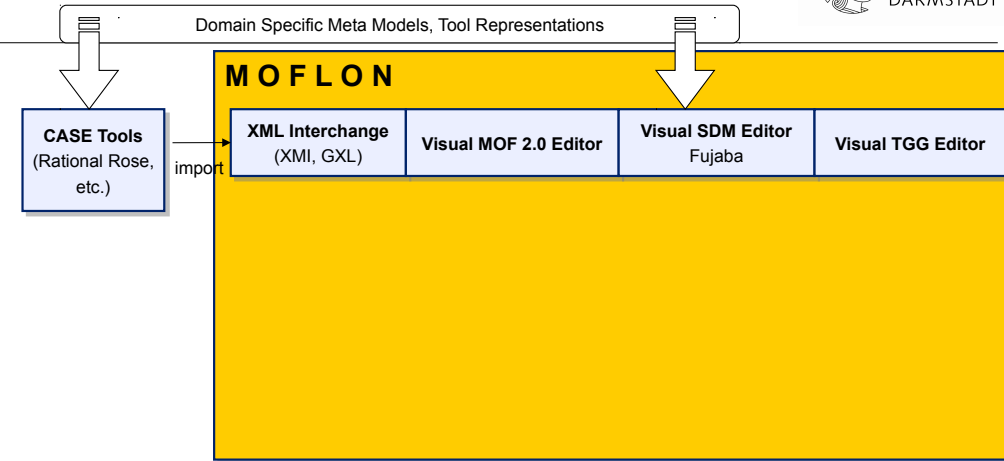 DARMSTADT
Domain Specific Meta Models, Tool Representations
M O F L O N
CASE Tools
(Rational Rose,
etc.)
import
XML Interchange
(XMI, GXL)
Visual MOF 2.0 Editor
Visual SDM Editor
Fujaba
Visual TGG Editor